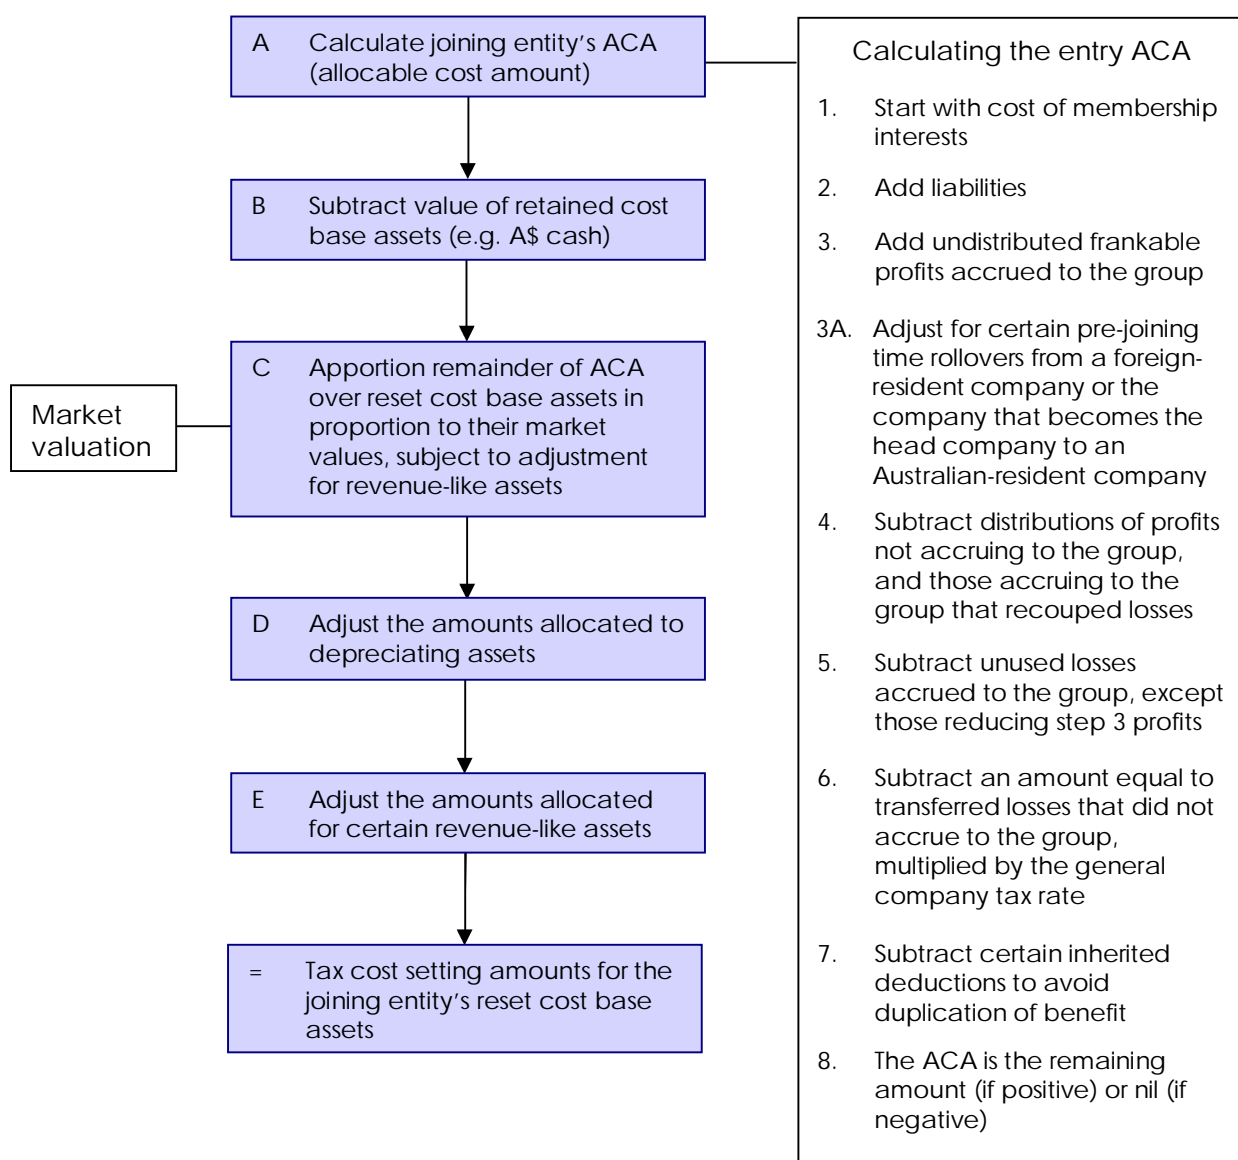 A Calculate joining entity's ACA
(allocable cost amount)
B Subtract value of retained cost
base assets (e.g. A$ cash)
Market
valuation
C Apportion remainder of ACA
over reset cost base assets in
proportion to their market
values, subject to adjustment
for revenue-like assets
D Adjust the amounts allocated to
depreciating assets
E Adjust the amounts allocated
for certain revenue-like assets
= Tax cost setting amounts for the
joining entity's reset cost base
assets
Calculating the entry ACA
1. Start with cost of membership
interests
2. Add liabilities
3. Add undistributed frankable
profits accrued to the group
3A. Adjust for certain pre-joining
time rollovers from a foreign-
resident company or the
company that becomes the
head company to an
Australian-resident company
4. Subtract distributions of profits
not accruing to the group,
and those accruing to the
group that recouped losses
5. Subtract unused losses
accrued to the group, except
those reducing step 3 profits
6. Subtract an amount equal to
transferred losses that did not
accrue to the group,
multiplied by the general
company tax rate
7. Subtract certain inherited
deductions to avoid
duplication of benefit
8. The ACA is the remaining
amount (if positive) or nil (if
negative)